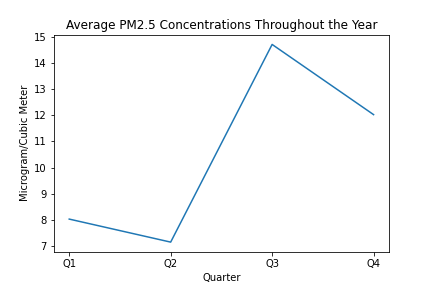 Average PM2.5 Concentrations Throughout the Year
15
14
13
12
11
10
9
8
7
Microgram/Cubic Meter
Q1 Q2 Q3 Q4
Quarter